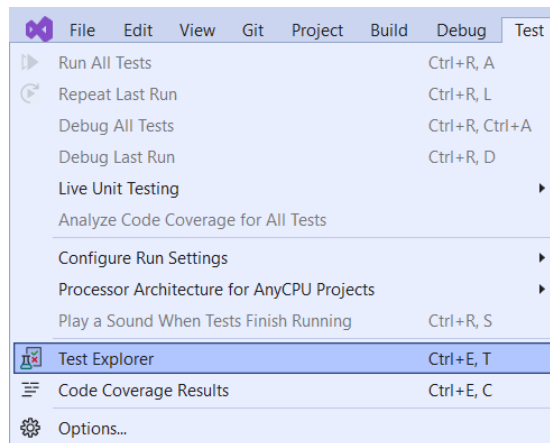 File Edit View Git Project Build Debug Test
Run All Tests Ctrl+R, A
Repeat Last Run Ctrl+R, L
Debug All Tests Ctrl+R, Ctrl+A
Debug Last Run Ctrl+R, D
Live Unit Testing
Analyze Code Coverage for All Tests
Configure Run Settings
Processor Architecture for AnyCPU Projects
Play a Sound When Tests Finish Running Ctrl+R, S
Test Explorer Ctrl+E, T
Code Coverage Results Ctrl+E, C
Options...